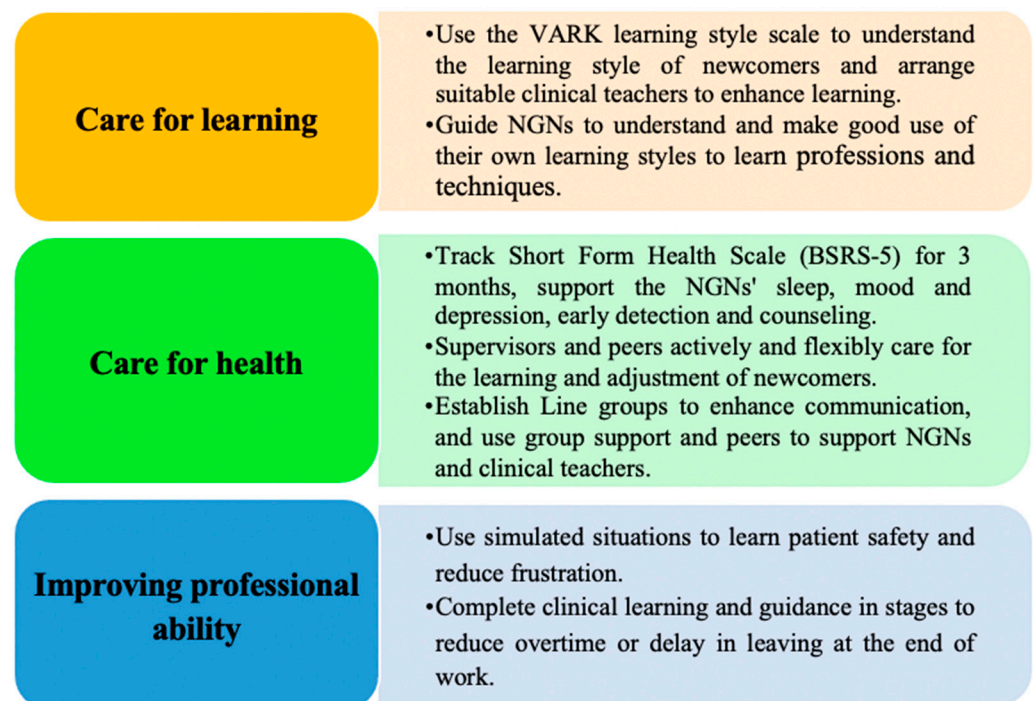 Care for learning
•Use the VARK learning style scale to understand
the learning style of newcomers and arrange
suitable clinical teachers to enhance learning.
•Guide NGNs to understand and make good use of
their own learning styles to learn professions and
techniques.
Care for health
•Track Short Form Health Scale (BSRS-5) for 3
months, support the NGNs' sleep, mood and
depression, early detection and counseling.
•Supervisors and peers actively and flexibly care for
the learning and adjustment of newcomers.
•Establish Line groups to enhance communication,
and use group support and peers to support NGNs
and clinical teachers.
Improving professional
ability
•Use simulated situations to learn patient safety and
reduce frustration.
•Complete clinical learning and guidance in stages to
reduce overtime or delay in leaving at the end of
work.